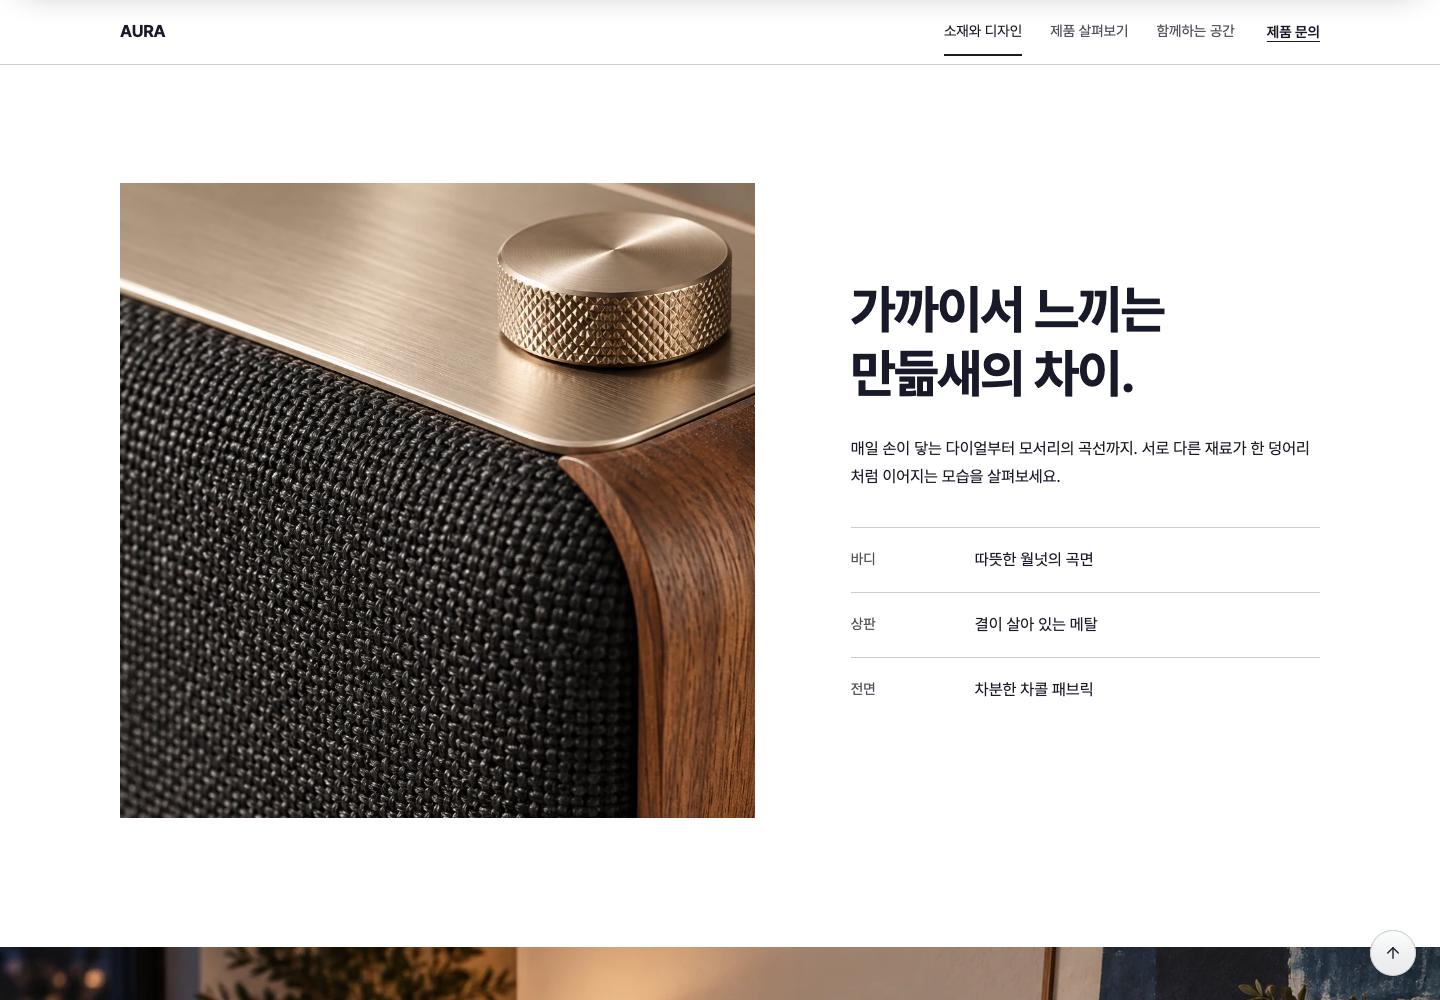 AURA
소재와 디자인
제품 살펴보기
함께하는 공간
제품 문의
가까이서 느끼는
만듦새의 차이.
매일 손이 닿는 다이얼부터 모서리의 곡선까지. 서로 다른 재료가 한 덩어리
처럼 이어지는 모습을 살펴보세요.
바디
따뜻한 월넛의 곡면
상판
결이 살아 있는 메탈
전면
차분한 차콜 패브릭